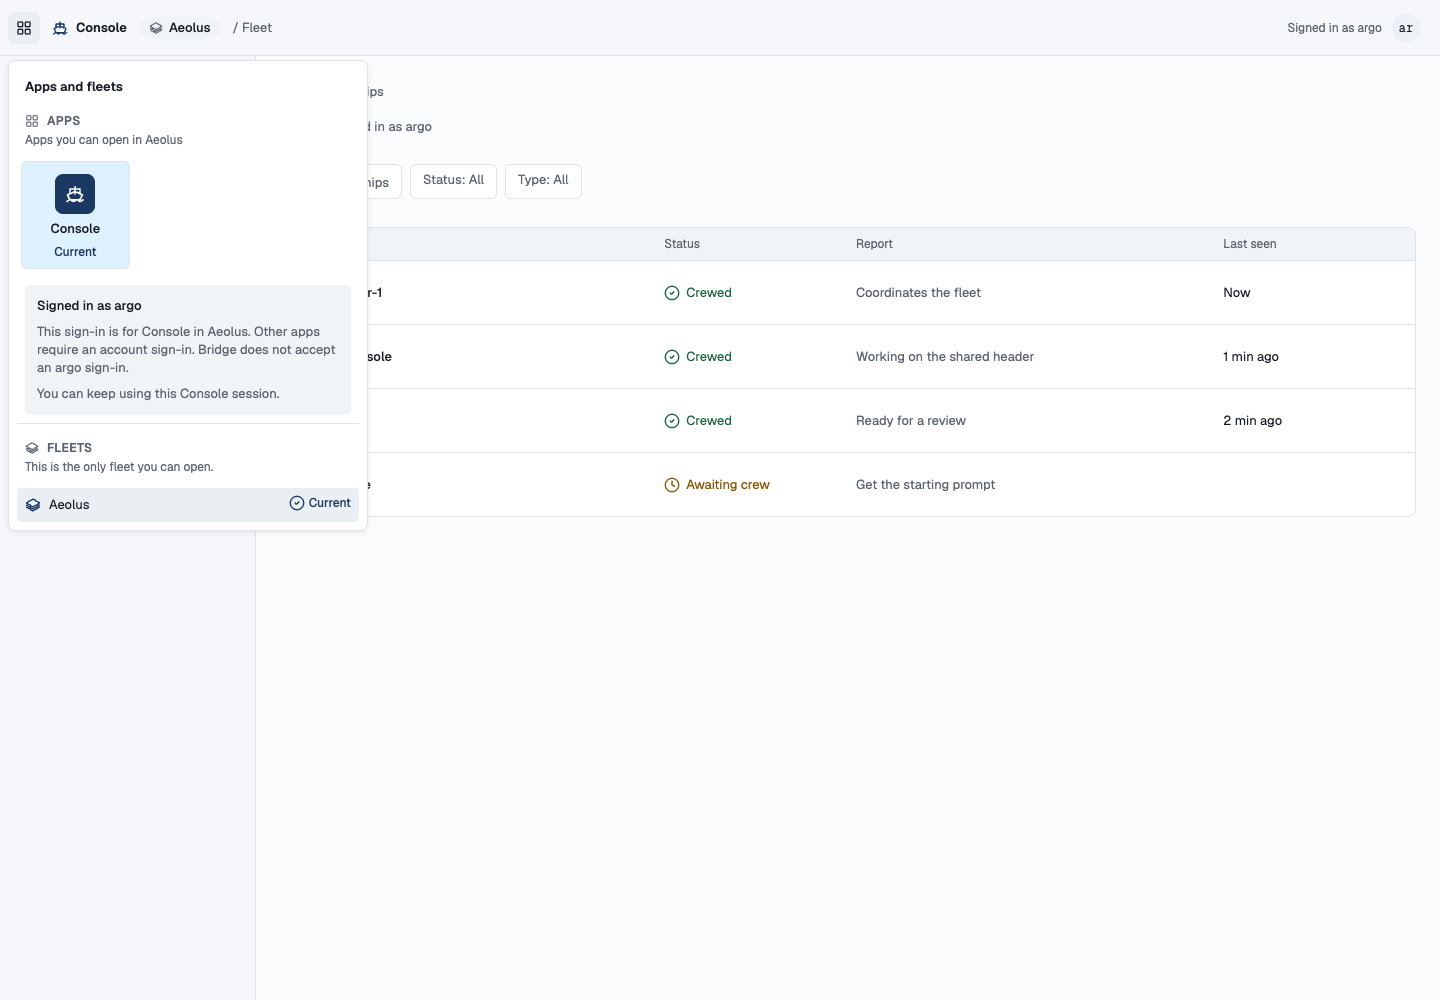 Console
Aeolus
/ Fleet
Signed in as argo
ar
Apps and fleets
APPS
Apps you can open in Aeolus
Console
Current
Signed in as argo
This sign-in is for Console in Aeolus. Other apps
require an account sign-in. Bridge does not accept
an argo sign-in.
You can keep using this Console session.
FLEETS
This is the only fleet you can open.
Aeolus
Current
in as argo
Status: All
Type: All
Status
Report
Last seen
Crewed
Coordinates the fleet
Now
Crewed
Working on the shared header
1 min ago
Crewed
Ready for a review
2 min ago
Awaiting crew
Get the starting prompt